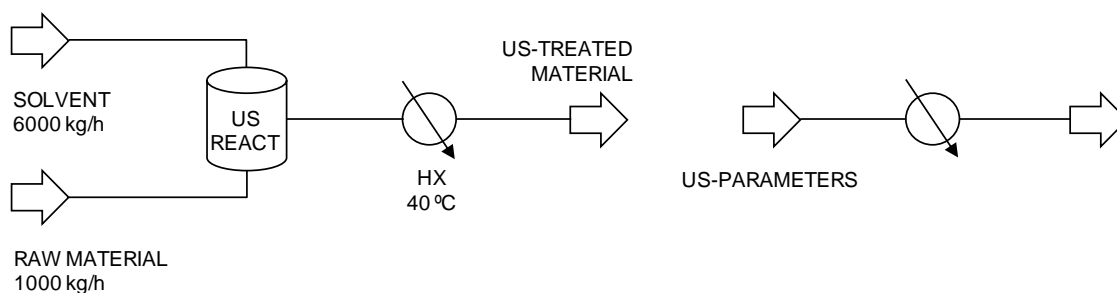 SOLVENT
6000 kg/h
US
REACT
US-TREATED
MATERIAL
HX
40 ºC
RAW MATERIAL
1000 kg/h
US-PARAMETERS